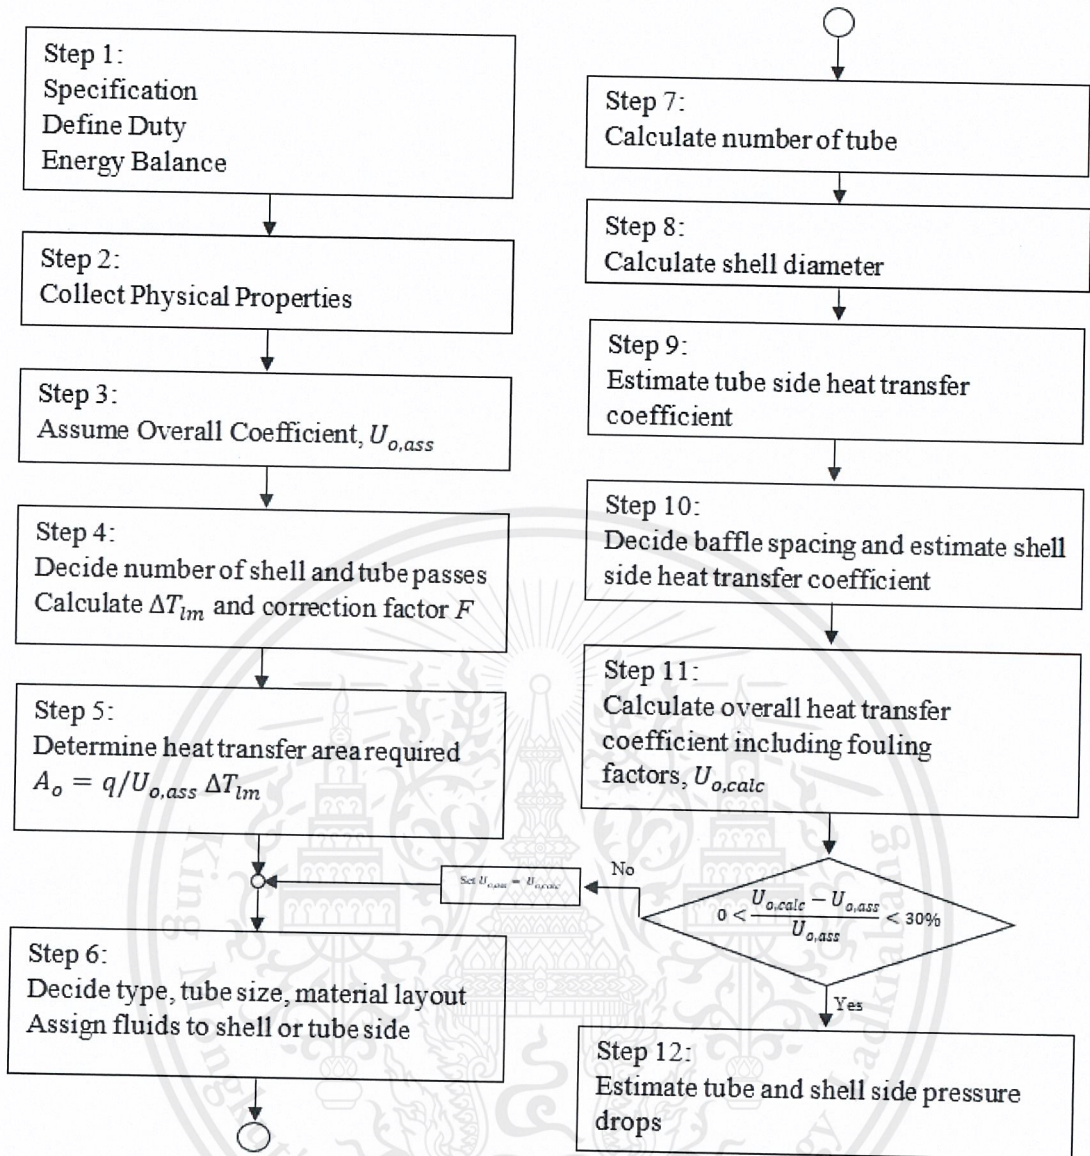 Step 1:
Specification
Define Duty
Energy Balance
Step 2:
Collect Physical Properties
Step 3:
Assume Overall Coefficient, U_{o,ass}
Step 4:
Decide number of shell and tube passes
Calculate ΔT_{lm} and correction factor F
Step 5:
Determine heat transfer area required
A_o = q/U_{o,ass} ΔT_{lm}
Set U_{o,ass} = U_{o,calc}
Step 6:
Decide type, tube size, material layout
Assign fluids to shell or tube side
Step 7:
Calculate number of tube
Step 8:
Calculate shell diameter
Step 9:
Estimate tube side heat transfer
coefficient
Step 10:
Decide baffle spacing and estimate shell
side heat transfer coefficient
Step 11:
Calculate overall heat transfer
coefficient including fouling
factors, U_{o,calc}
No
0 < \frac{U_{o,calc} - U_{o,ass}}{U_{o,ass}} < 30%
Yes
Step 12:
Estimate tube and shell side pressure
drops
King Mongkut
Ladkrabang